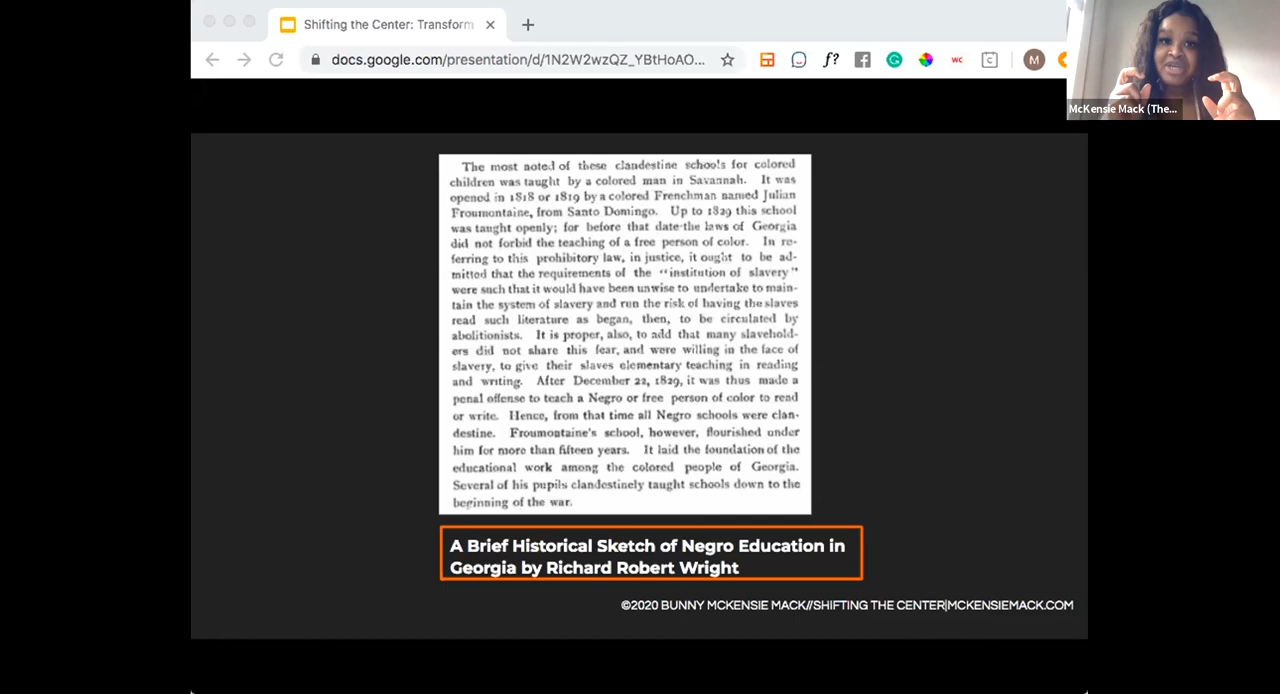 Shifting the Center: Transform
docs.google.com/presentation/d/1N2W2wzQZ_YBtHoAO...
f?
WC
C
M
McKensie Mack (The...
The most noted of these clandestine schools for colored
children was taught by a colored man in Savannah. It was
opened in 1818 or 1819 by a colored Frenchman named Julian
Froumontaine, from Santo Domingo. Up to 1829 this school
was taught openly; for before that date the laws of Georgia
did not forbid the teaching of a free person of color. In re-
ferring to this prohibitory law, in justice, it ought to be ad-
mitted that the requirements of the "institution of slavery"
were such that it would have been unwise to undertake to main-
tain the system of slavery and run the risk of having the slaves
read such literature as began, then, to be circulated by
abolitionists. It is proper, also, to add that many slavehold-
ers did not share this fear, and were willing in the face of
slavery, to give their slaves elementary teaching in reading
and writing. After December 22, 1829, it was thus made a
penal offense to teach a Negro or free person of color to read
or write. Hence, from that time all Negro schools were clan-
destine. Froumontaine's school, however, flourished under
him for more than fifteen years. It laid the foundation of the
educational work among the colored people of Georgia.
Several of his pupils clandestinely taught schools down to the
beginning of the war.
A Brief Historical Sketch of Negro Education in
Georgia by Richard Robert Wright
©2020 BUNNY MCKENSIE MACK//SHIFTING THE CENTER|MCKENSIEMACK.COM